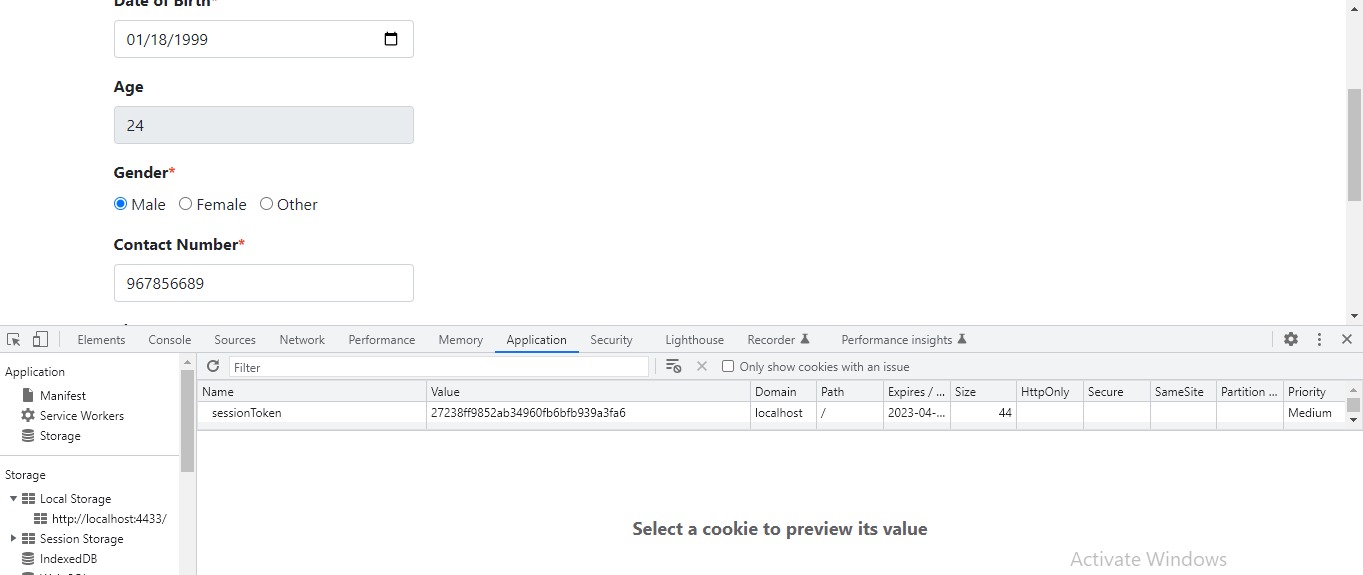 Date of Birth*
01/18/1999
Age
24
Gender*
Male Female Other
Contact Number*
967856689
Elements Console Sources Network Performance Memory Application Security Lighthouse Recorder Performance insights
Application
Manifest
Service Workers
Storage
Storage
Local Storage
http://localhost:4433/
Session Storage
IndexedDB
Filter
Only show cookies with an issue
Name Value Domain Path Expires / ... Size HttpOnly Secure SameSite Partition ... Priority
sessionToken 27238ff9852ab34960fb6bfb939a3fa6 localhost / 2023-04-... 44 Medium
Select a cookie to preview its value
Activate Windows